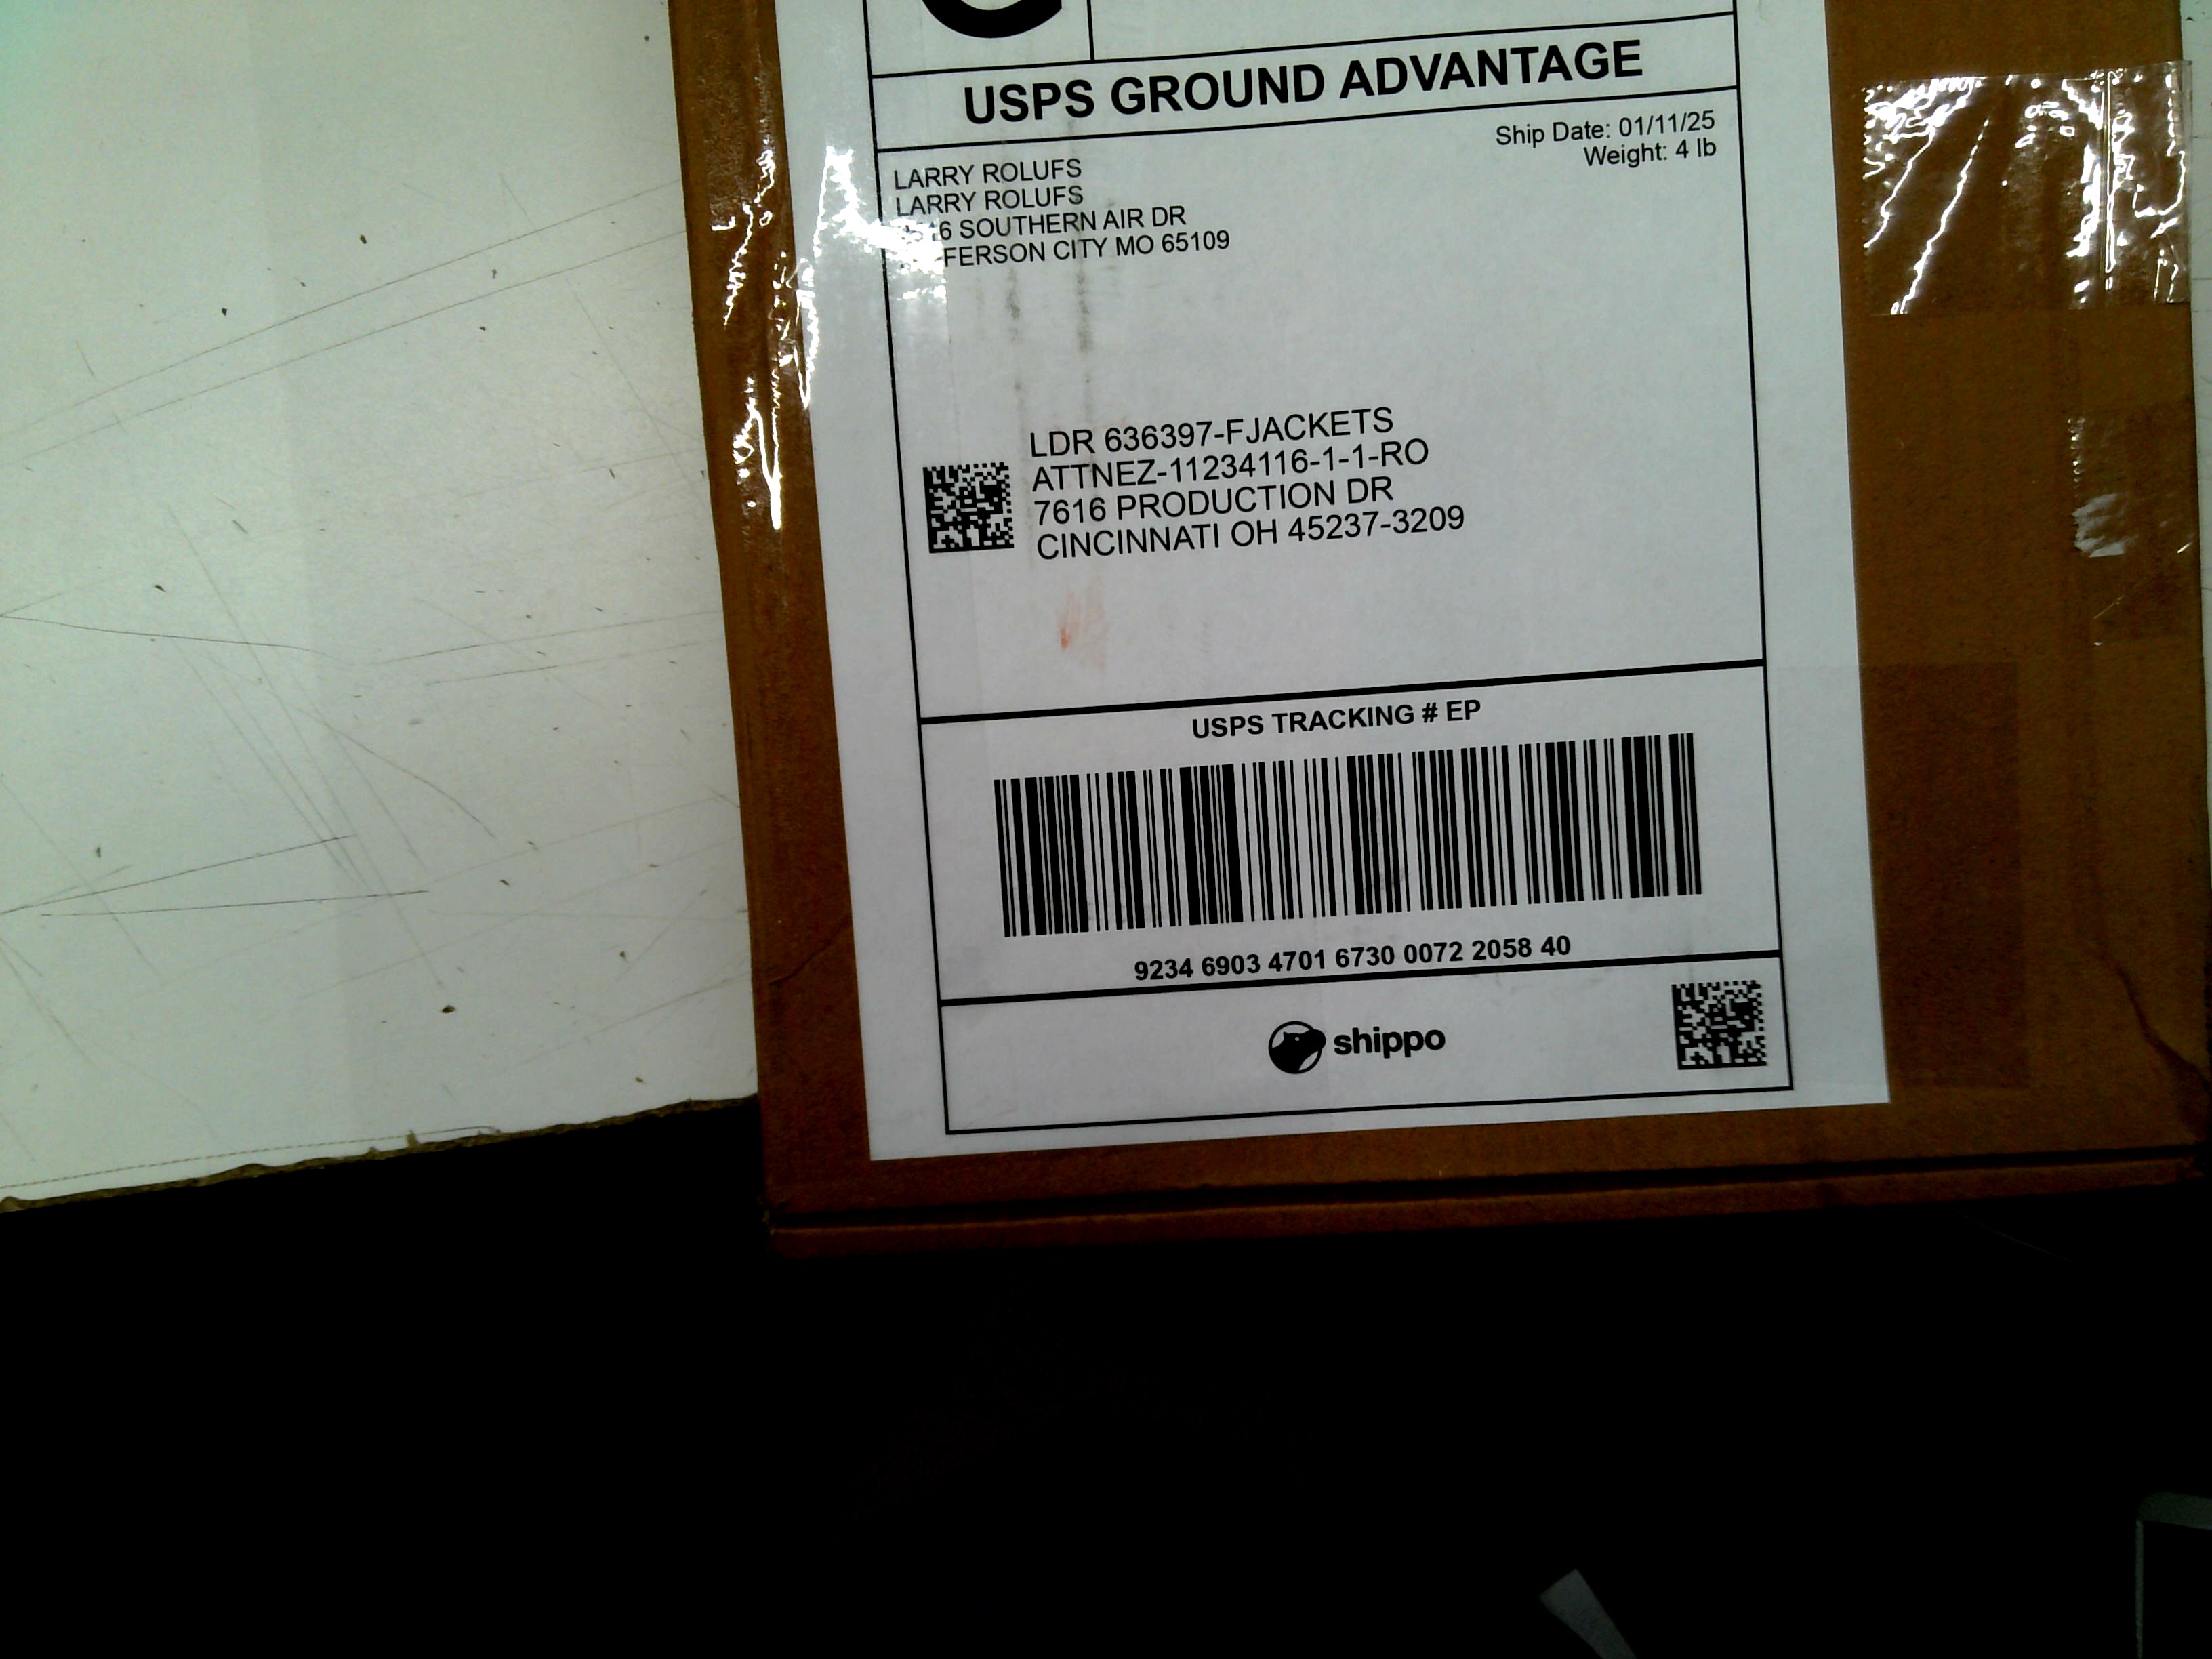 USPS GROUND ADVANTAGE
Ship Date: 01/11/25
Weight: 4 lb
LARRY ROLUFS
LARRY ROLUFS
SOUTHERN AIR DR
CITY MO 65109
LDR 636397-FJACKETS
ATTNEZ-11234116-1-1-RO
7616 PRODUCTION DR
CINCINNATI OH 45237-3209
USPS TRACKING # EP
9234 6903 4701 6730 0072 2058 40
shippo